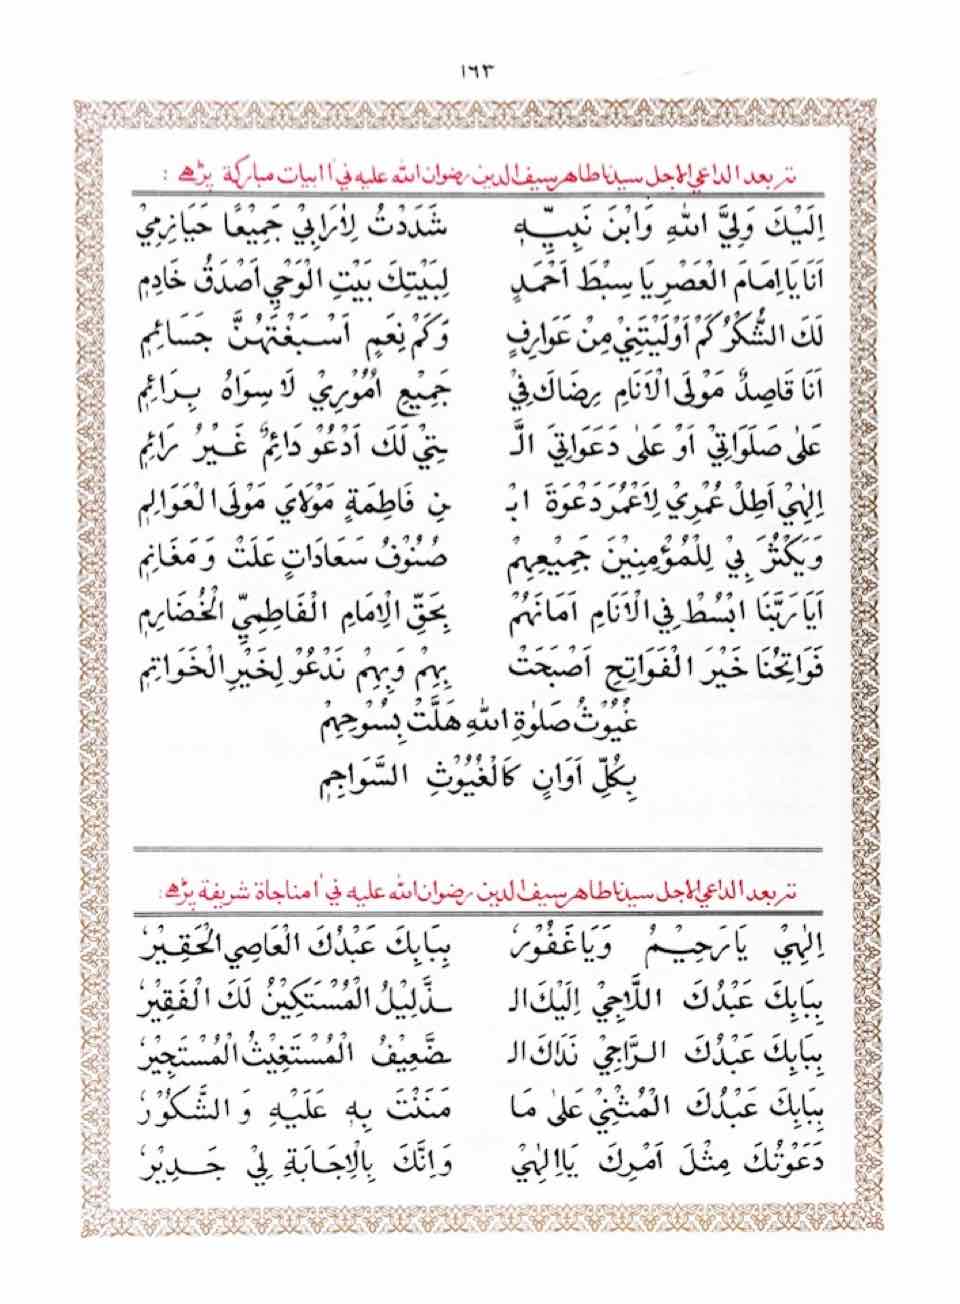 ١٦٣
تربعد الداعي الاجل سيدنا طاهر سيف الدين رضوان الله عليه ني اْ ابيات مباركة پڑھے :
اِلَيْكَ وَلِيَّ اللهِ وَابْنَ نَبِيِّهٖ شَدَدْتُ لِاٰرَابِيْ جَمِيْعًا حَيَازِمِيْ
اَنَا يَا اِمَامَ الْعَصْرِ يَا سِبْطَ اَحْمَدٍ لِبَيْتِكَ بَيْتِ الْوَحْيِ اَصْدَقُ خَادِمِ
لَكَ الشُّكْرُ كَمْ اَوْلَيْتَنِيْ مِنْ عَوَارِفٍ وَكَمْ نِعَمٍ اَسْبَغْتَهُنَّ جَسَائِمِ
اَنَا قَاصِدٌ مَوْلَى الْاَنَامِ رِضَاكَ فِيْ جَمِيْعِ اُمُوْرِيْ لَا سِوَاهُ بِرَائِمِ
عَلٰى صَلَوَاتِيْ اَوْ عَلٰى دَعَوَاتِيَ الَّـ ـتِيْ لَكَ اَدْعُوْ دَائِمٌ غَيْرُ رَائِمِ
اِلٰهِيْ اَطِلْ عُمْرِيْ لِاَعْمُرَ دَعْوَةَ ابْـ ـنِ فَاطِمَةٍ مَوْلَايَ مَوْلَى الْعَوَالِمِ
وَيَكْثُرَ بِيْ لِلْمُؤْمِنِيْنَ جَمِيْعِهِمْ صُنُوْفُ سَعَادَاتٍ عَلَتْ وَمَغَانِمِ
اَيَا رَبَّنَا ابْسُطْ فِي الْاَنَامِ اَمَانَهُمْ بِحَقِّ الْاِمَامِ الْفَاطِمِيِّ الْخُضَارِمِ
فَوَاتِحُنَا خَيْرَ الْفَوَاتِحِ اَصْبَحَتْ بِهِمْ وَبِهِمْ نَدْعُوْ لِخَيْرِ الْخَوَاتِمِ
غُيُوْثُ صَلٰوةِ اللهِ هَلَّتْ بِسُوْحِهِمْ
بِكُلِّ اَوَانٍ كَالْغُيُوْثِ السَّوَاجِمِ
تربعد الداعي الاجل سيدنا طاهر سيف الدين رضوان الله عليه ني اْ مناجاة شريفة پڑھے :
اِلٰهِيْ يَا رَحِيْمُ وَيَا غَفُوْرُ بِبَابِكَ عَبْدُكَ الْعَاصِي الْحَقِيْرُ
بِبَابِكَ عَبْدُكَ اللَّاجِيْ اِلَيْكَ الـ ـذَّلِيْلُ الْمُسْتَكِيْنُ لَكَ الْفَقِيْرُ
بِبَابِكَ عَبْدُكَ الرَّاجِيْ نَدَاكَ الـ ـضَّعِيْفُ الْمُسْتَغِيْثُ الْمُسْتَجِيْرُ
بِبَابِكَ عَبْدُكَ الْمُثْنِيْ عَلٰى مَا مَنَنْتَ بِهٖ عَلَيْهِ وَالشَّكُوْرُ
دَعَوْتُكَ مِثْلَ اَمْرِكَ يَا اِلٰهِيْ وَاِنَّكَ بِالْاِجَابَةِ لِيْ جَدِيْرُ